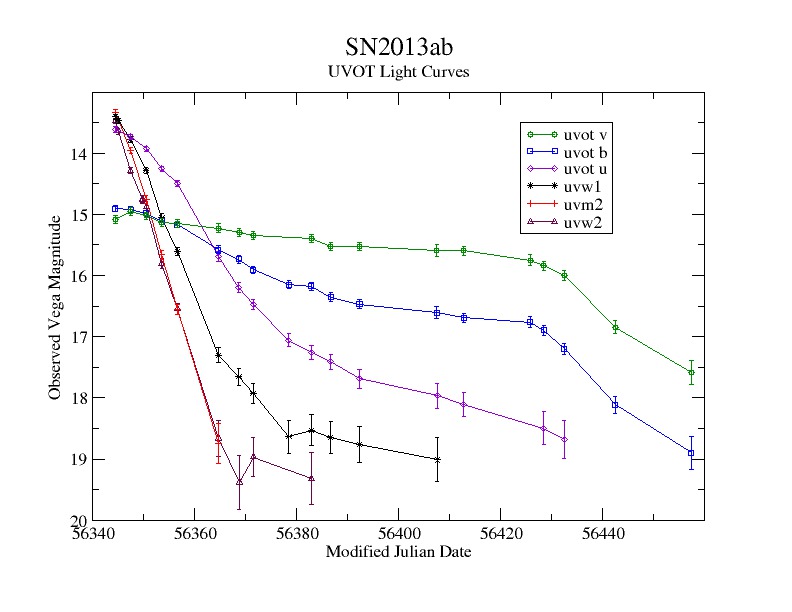 SN2013ab
UVOT Light Curves
uvot v
uvot b
uvot u
uvw1
uvm2
uvw2
Observed Vega Magnitude
14
15
16
17
18
19
20
56340
56360
56380
56400
56420
56440
Modified Julian Date